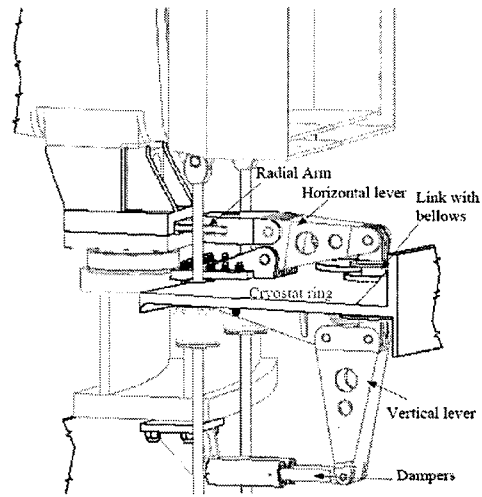 Radial Arm
Horizontal lever
Link with
bellows
Cryostat ring
Vertical lever
Dampers